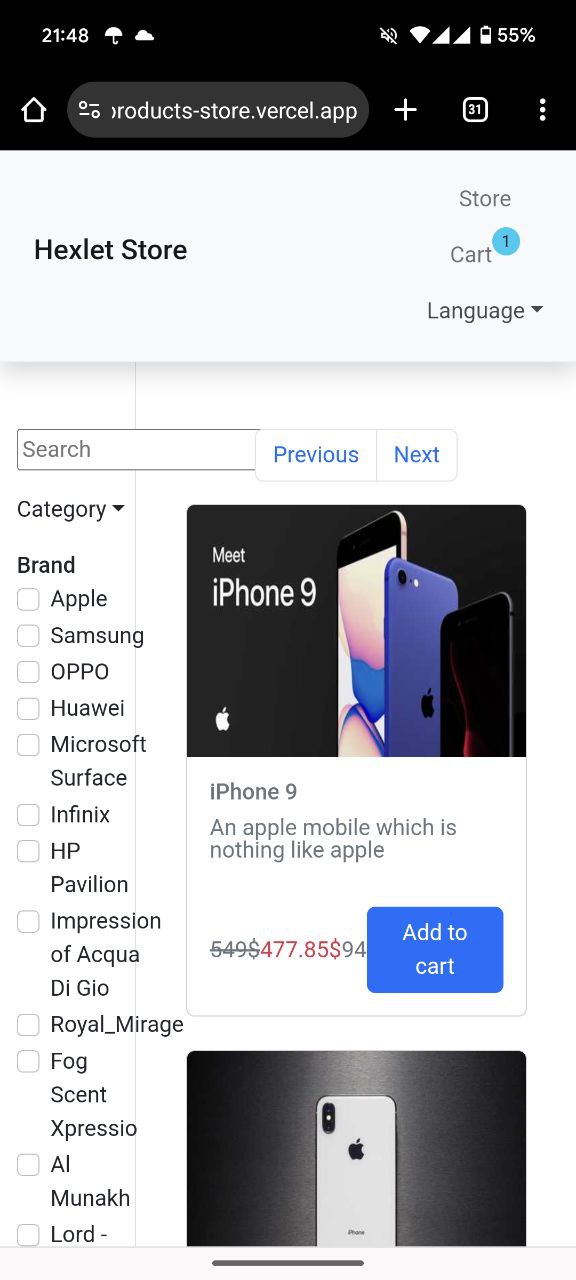 21:48
55%
products-store.vercel.app
31
Store
Hexlet Store
Cart
1
Language
Search
Previous
Next
Category
Brand
Apple
Samsung
OPPO
Huawei
Microsoft
Surface
Infinix
HP
Pavilion
Impression
of Acqua
Di Gio
Royal_Mirage
Fog
Scent
Xpressio
Al
Munakh
Lord -
Meet
iPhone 9
iPhone 9
An apple mobile which is
nothing like apple
549$477.85$94
Add to
cart
iPhone